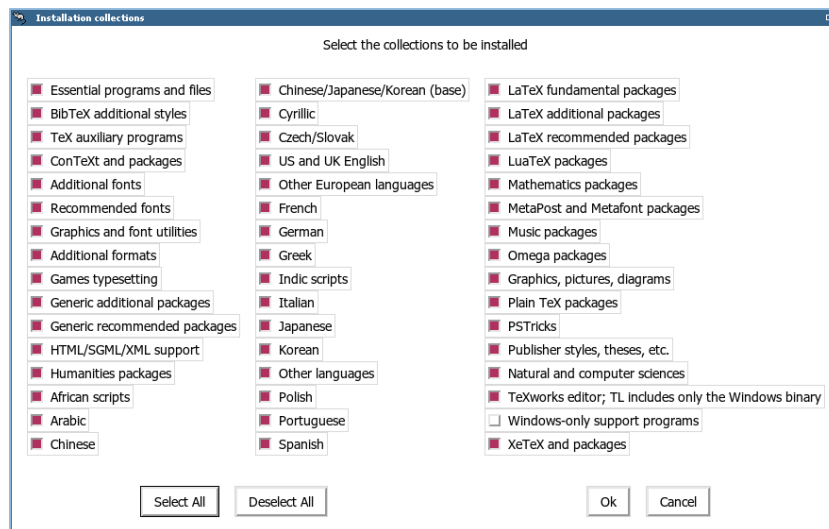 Installation collections
Select the collections to be installed
Essential programs and files
BibTeX additional styles
TeX auxiliary programs
ConTeXt and packages
Additional fonts
Recommended fonts
Graphics and font utilities
Additional formats
Games typesetting
Generic additional packages
Generic recommended packages
HTML/SGML/XML support
Humanities packages
African scripts
Arabic
Chinese
Chinese/Japanese/Korean (base)
Cyrillic
Czech/Slovak
US and UK English
Other European languages
French
German
Greek
Indic scripts
Italian
Japanese
Korean
Other languages
Polish
Portuguese
Spanish
LaTeX fundamental packages
LaTeX additional packages
LaTeX recommended packages
LuaTeX packages
Mathematics packages
MetaPost and Metafont packages
Music packages
Omega packages
Graphics, pictures, diagrams
Plain TeX packages
PSTricks
Publisher styles, theses, etc.
Natural and computer sciences
TeXworks editor; TL includes only the Windows binary
Windows-only support programs
XeTeX and packages
Select All
Deselect All
Ok
Cancel